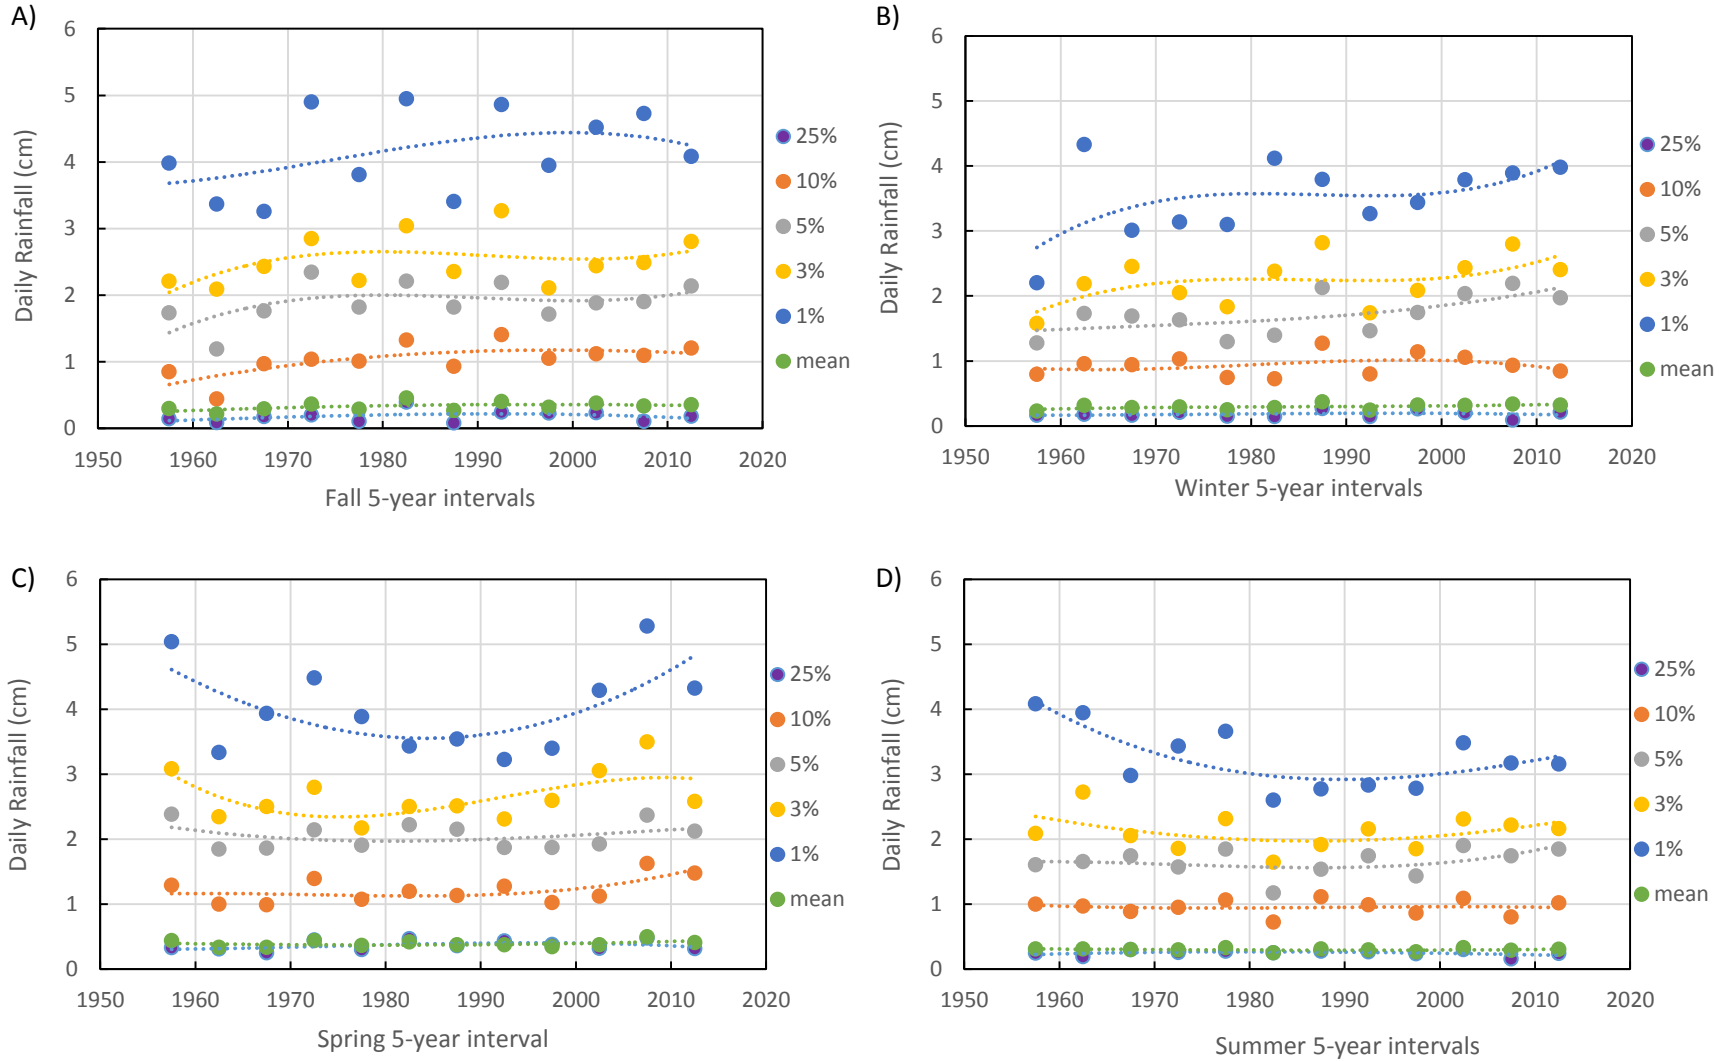 A)
6
5
4
3
2
1
0
Daily Rainfall (cm)
1950 1960 1970 1980 1990 2000 2010 2020
Fall 5-year intervals
25%
10%
5%
3%
1%
mean
B)
6
5
4
3
2
1
0
Daily Rainfall (cm)
1950 1960 1970 1980 1990 2000 2010 2020
Winter 5-year intervals
25%
10%
5%
3%
1%
mean
C)
6
5
4
3
2
1
0
Daily Rainfall (cm)
1950 1960 1970 1980 1990 2000 2010 2020
Spring 5-year interval
25%
10%
5%
3%
1%
mean
D)
6
5
4
3
2
1
0
Daily Rainfall (cm)
1950 1960 1970 1980 1990 2000 2010 2020
Summer 5-year intervals
25%
10%
5%
3%
1%
mean